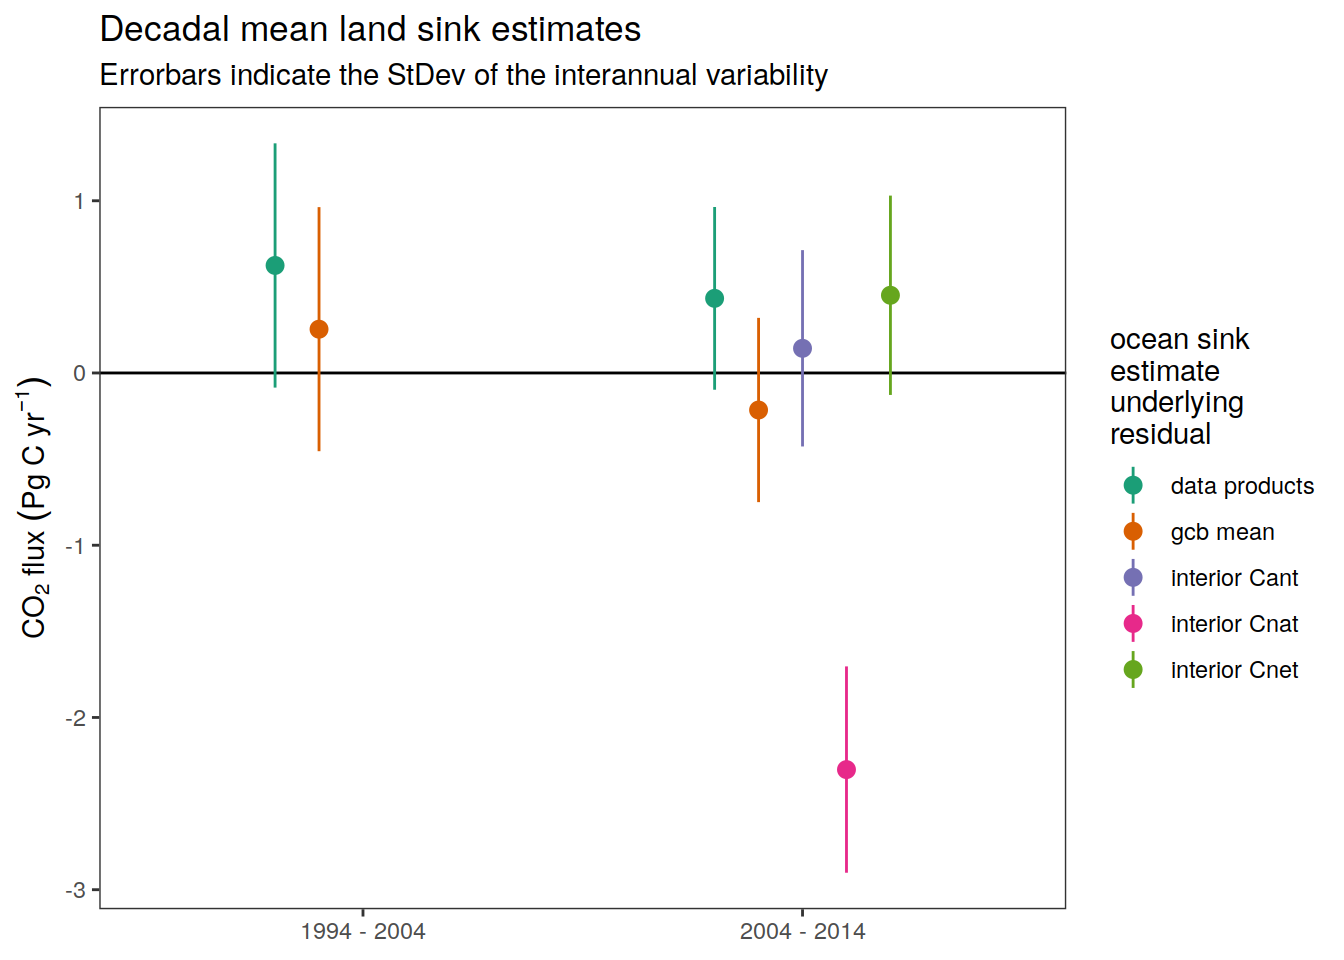 Decadal mean land sink estimates
Errorbars indicate the StDev of the interannual variability
CO₂ flux (Pg C yr⁻¹)
1
0
-1
-2
-3
1994 - 2004
2004 - 2014
ocean sink
estimate
underlying
residual
data products
gcb mean
interior Cant
interior Cnat
interior Cnet